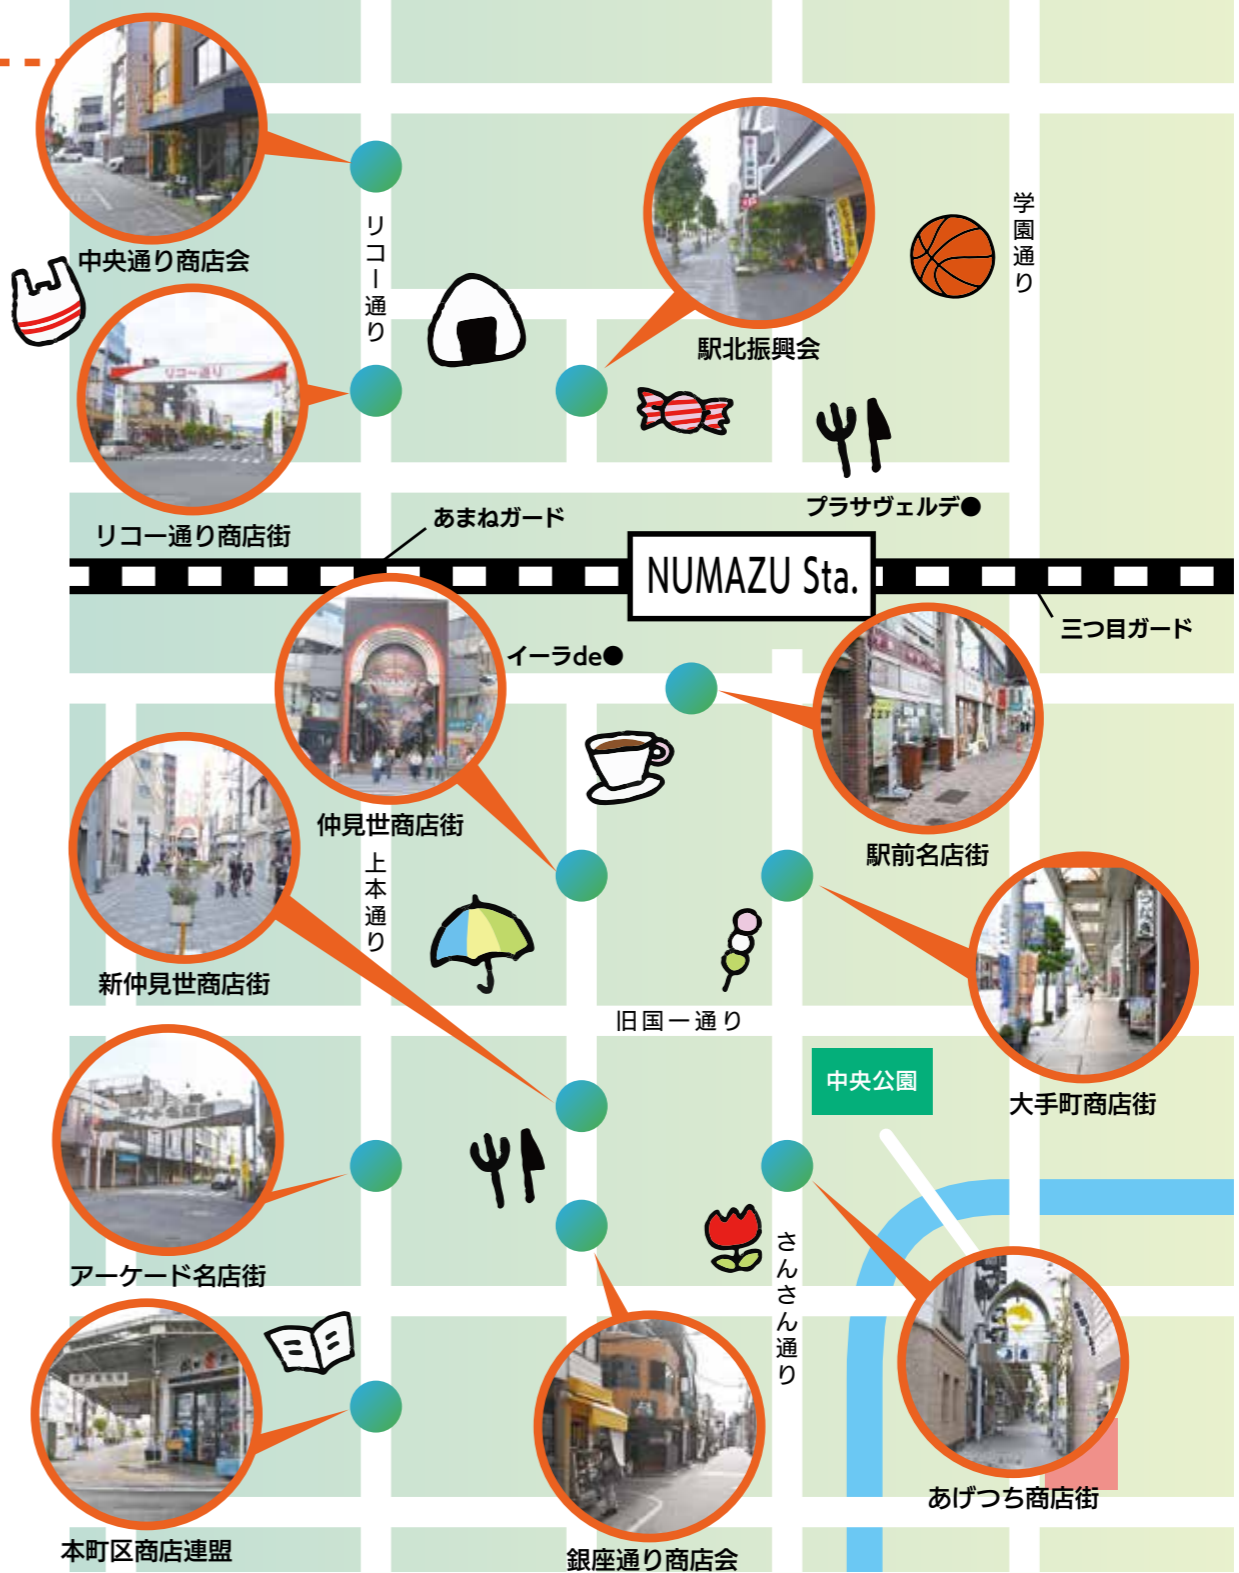 中央通り商店会
リコー通り
学園通り
駅北振興会
リコー通り
リコー通り商店街
あまねガード
プラサヴェルデ●
NUMAZU Sta.
三つ目ガード
イーラde●
仲見世商店街
駅前名店街
上本通り
新仲見世商店街
旧国一通り
中央公園
大手町商店街
アーケード名店街
さんさん通り
あげつち商店街
本町区商店連盟
銀座通り商店会